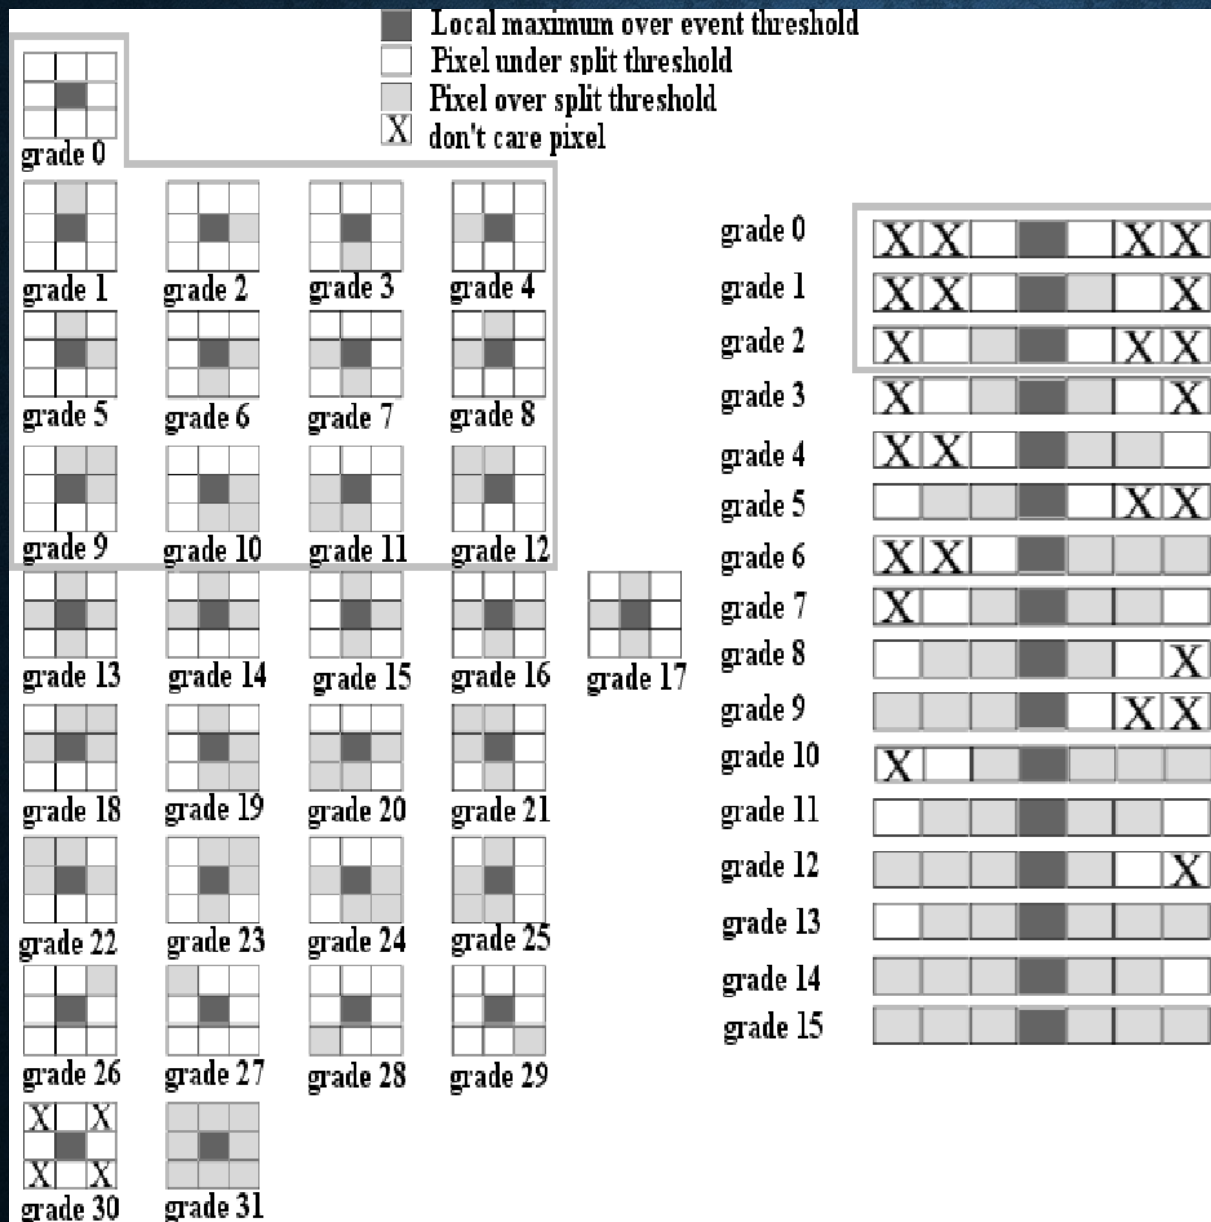 Local maximum over event threshold
Pixel under split threshold
Pixel over split threshold
X don't care pixel
grade 0
grade 1 grade 2 grade 3 grade 4
grade 5 grade 6 grade 7 grade 8
grade 9 grade 10 grade 11 grade 12
grade 13 grade 14 grade 15 grade 16 grade 17
grade 18 grade 19 grade 20 grade 21
grade 22 grade 23 grade 24 grade 25
grade 26 grade 27 grade 28 grade 29
X X
X X
grade 30 grade 31
grade 0 X X X X
grade 1 X X X
grade 2 X X X
grade 3 X X
grade 4 X X
grade 5 X X
grade 6 X X
grade 7 X
grade 8 X
grade 9 X X
grade 10 X
grade 11
grade 12 X
grade 13
grade 14
grade 15